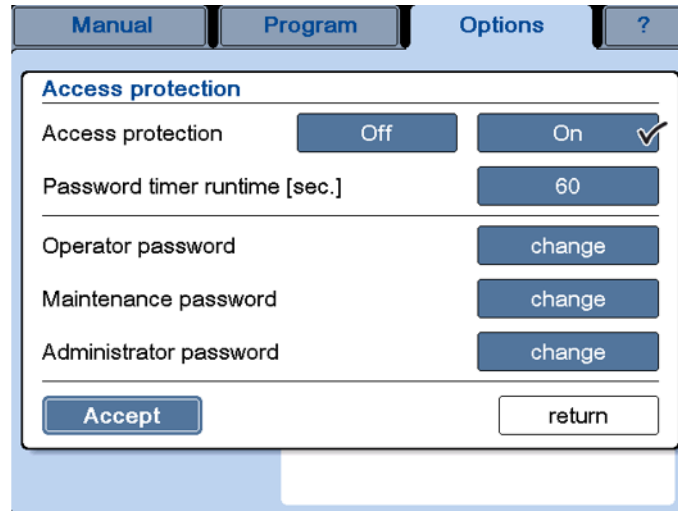 Manual Program Options ?
Access protection
Access protection Off On
Password timer runtime [sec.] 60
Operator password change
Maintenance password change
Administrator password change
Accept return